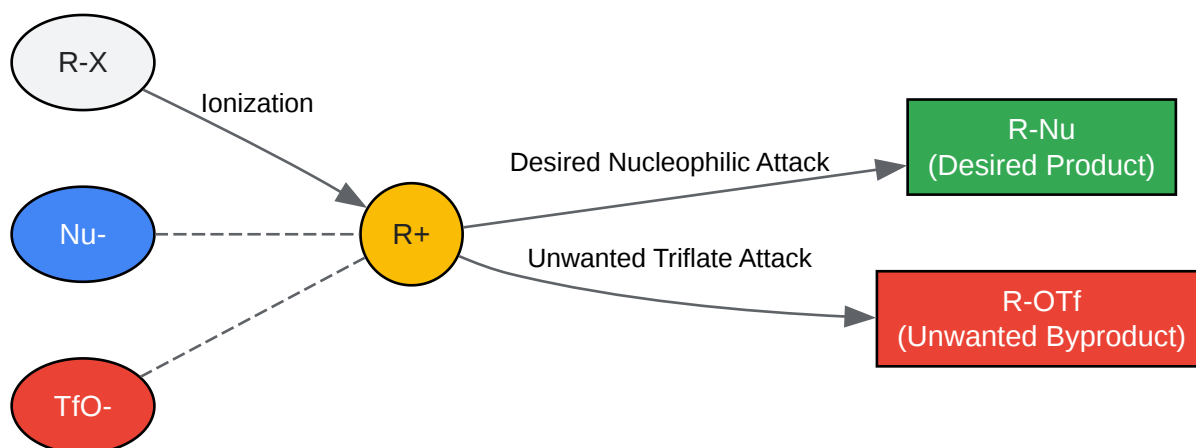 R-X
Ionization
Nu-
TfO-
R+
Desired Nucleophilic Attack
Unwanted Triflate Attack
R-Nu
(Desired Product)
R-OTf
(Unwanted Byproduct)